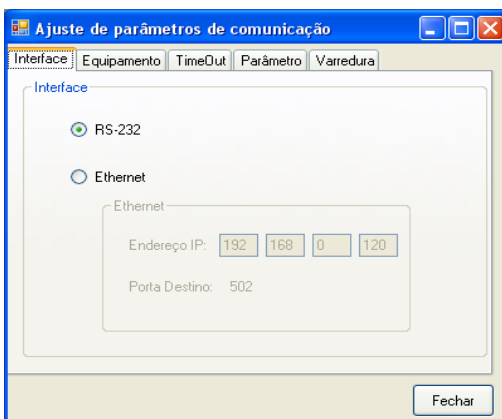 Ajuste de parâmetros de comunicação
Interface Equipamento TimeOut Parâmetro Varredura
Interface
RS-232
Ethernet
Ethernet
Endereço IP: 192 168 0 120
Porta Destino: 502
Fechar